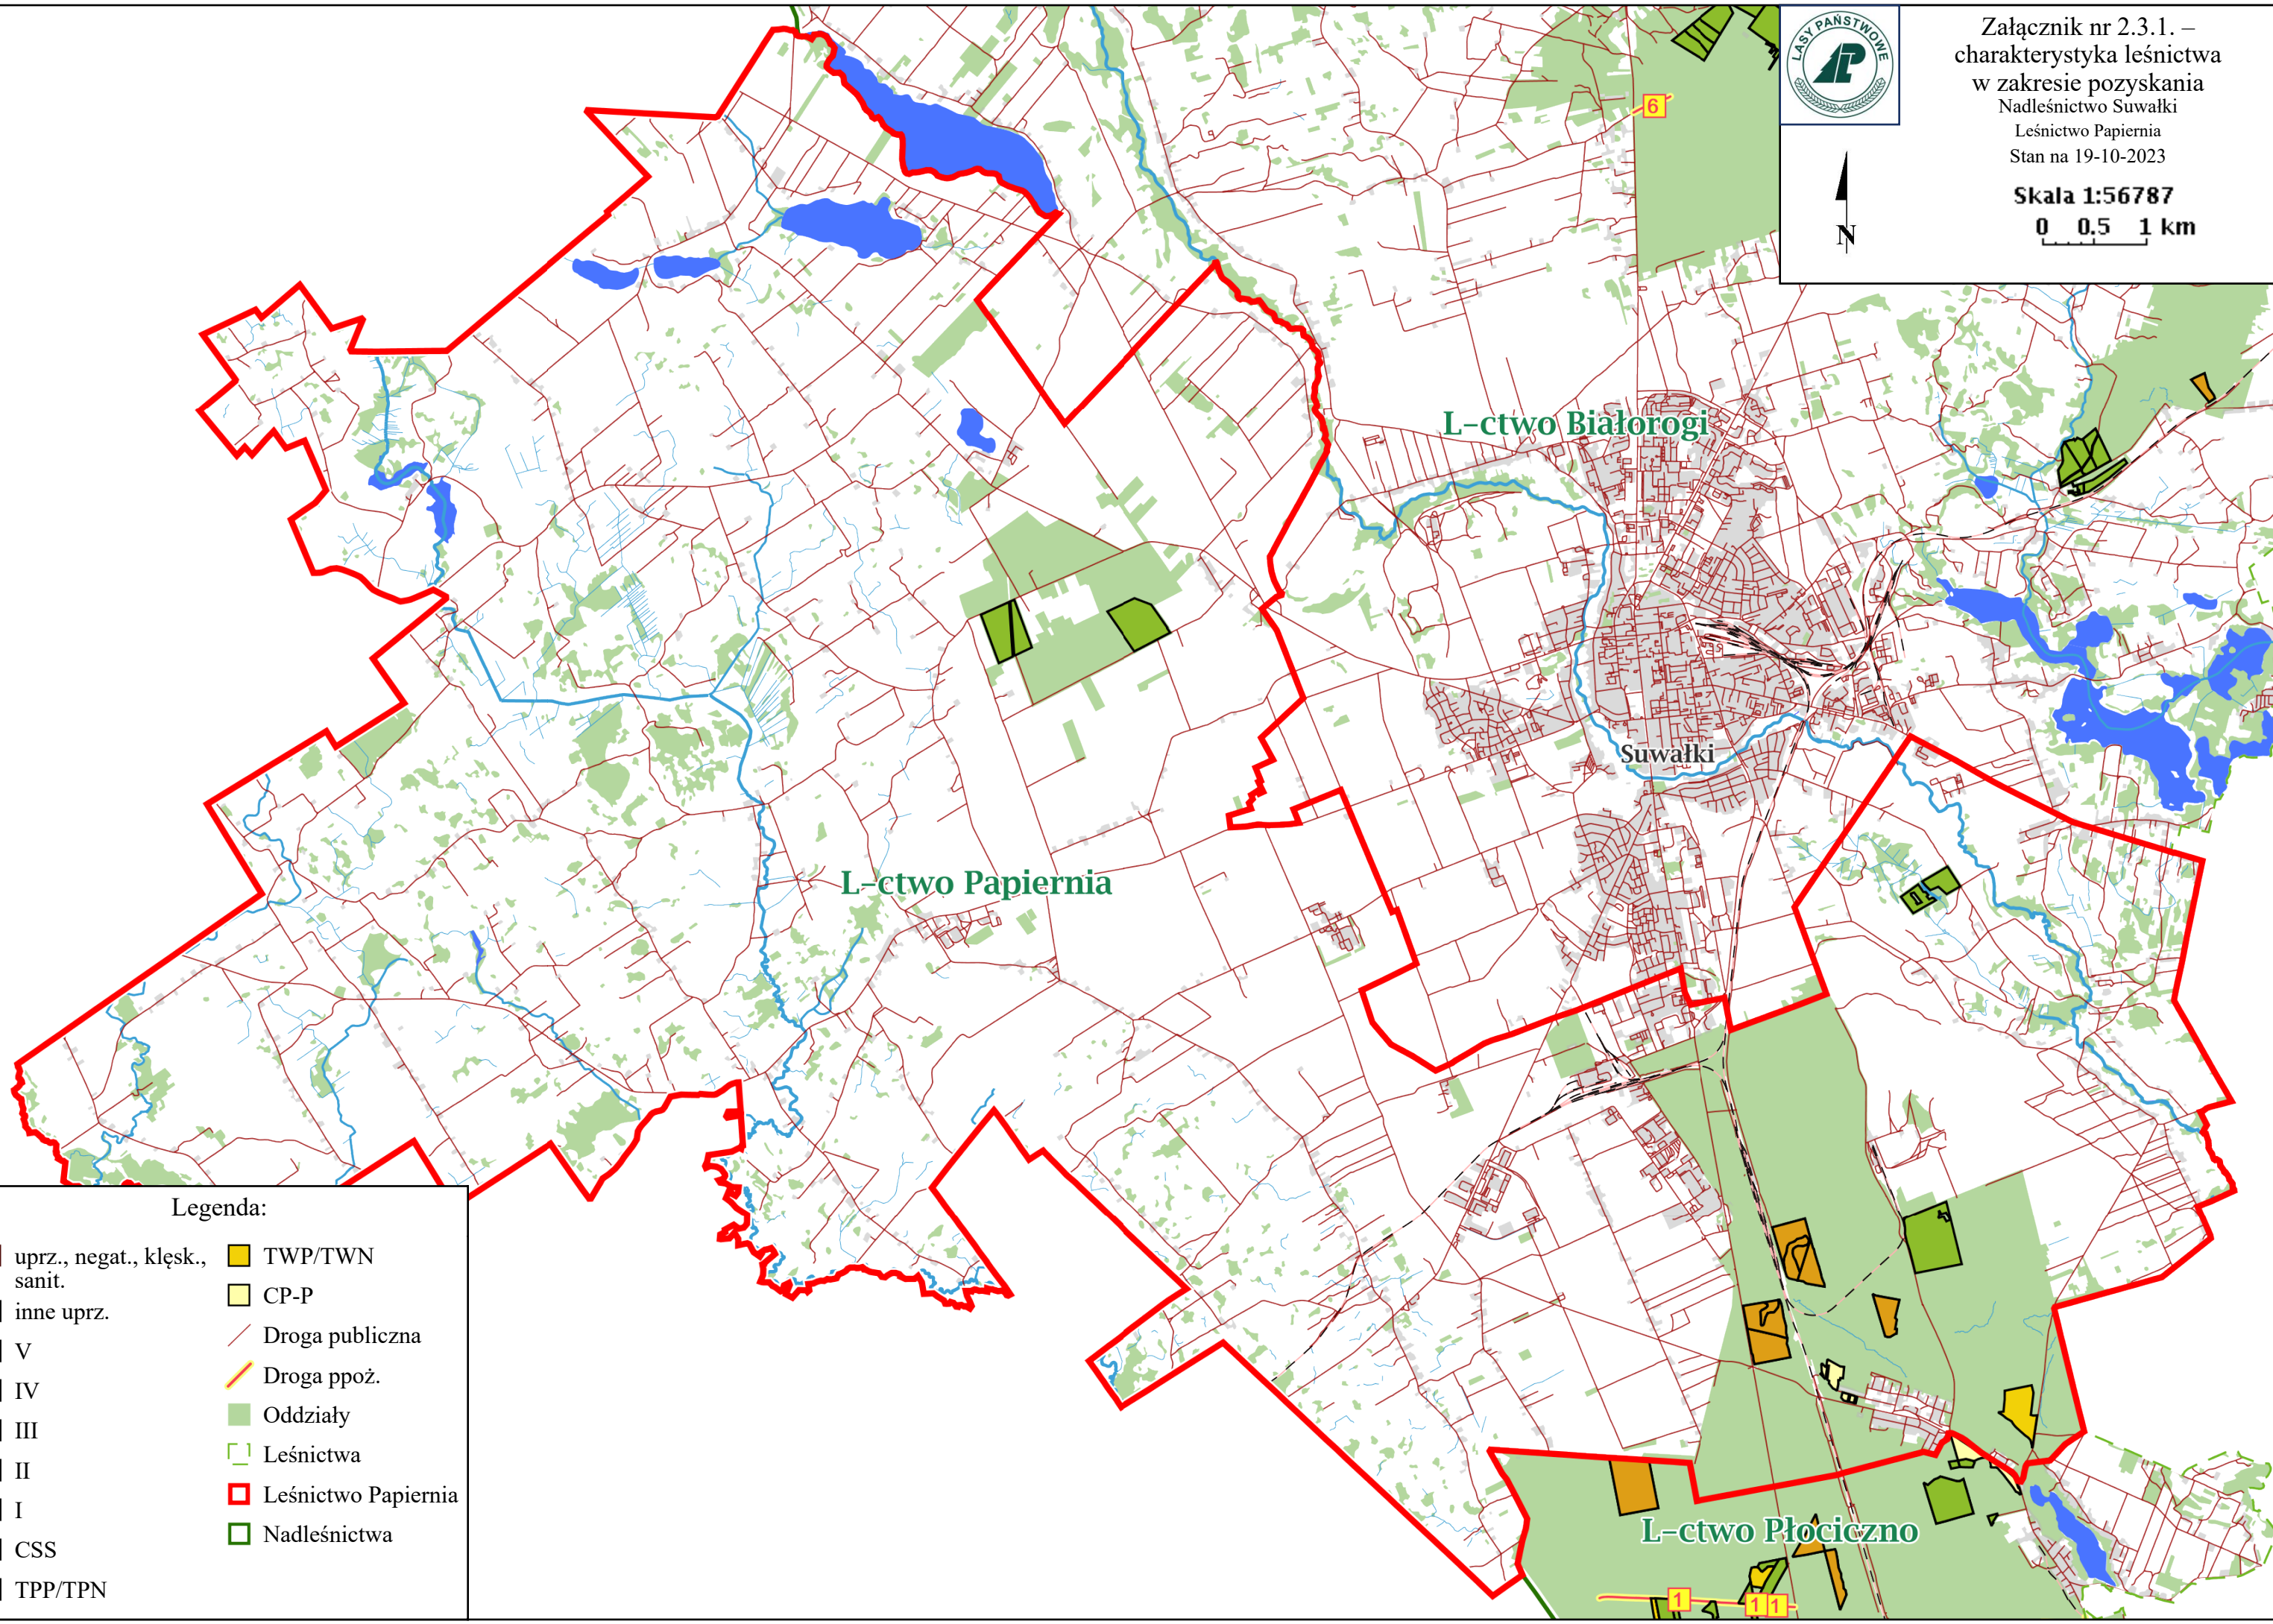 LASY PAŃSTWOWE
Załącznik nr 2.3.1. –
charakterystyka leśnictwa
w zakresie pozyskania
Nadleśnictwo Suwałki
Leśnictwo Papiernia
Stan na 19-10-2023
N
Skala 1:56787
0 0.5 1 km
6
L-ctwo Białorogi
Suwałki
L-ctwo Papiernia
L-ctwo Płociczno
1
1
1
Legenda:
uprz., negat., klęsk.,
sanit.
inne uprz.
V
IV
III
II
I
CSS
TPP/TPN
TWP/TWN
CP-P
Droga publiczna
Droga ppoż.
Oddziały
Leśnictwa
Leśnictwo Papiernia
Nadleśnictwa